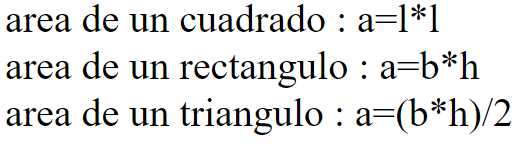 area de un cuadrado : a=l*l
area de un rectangulo : a=b*h
area de un triangulo : a=(b*h)/2